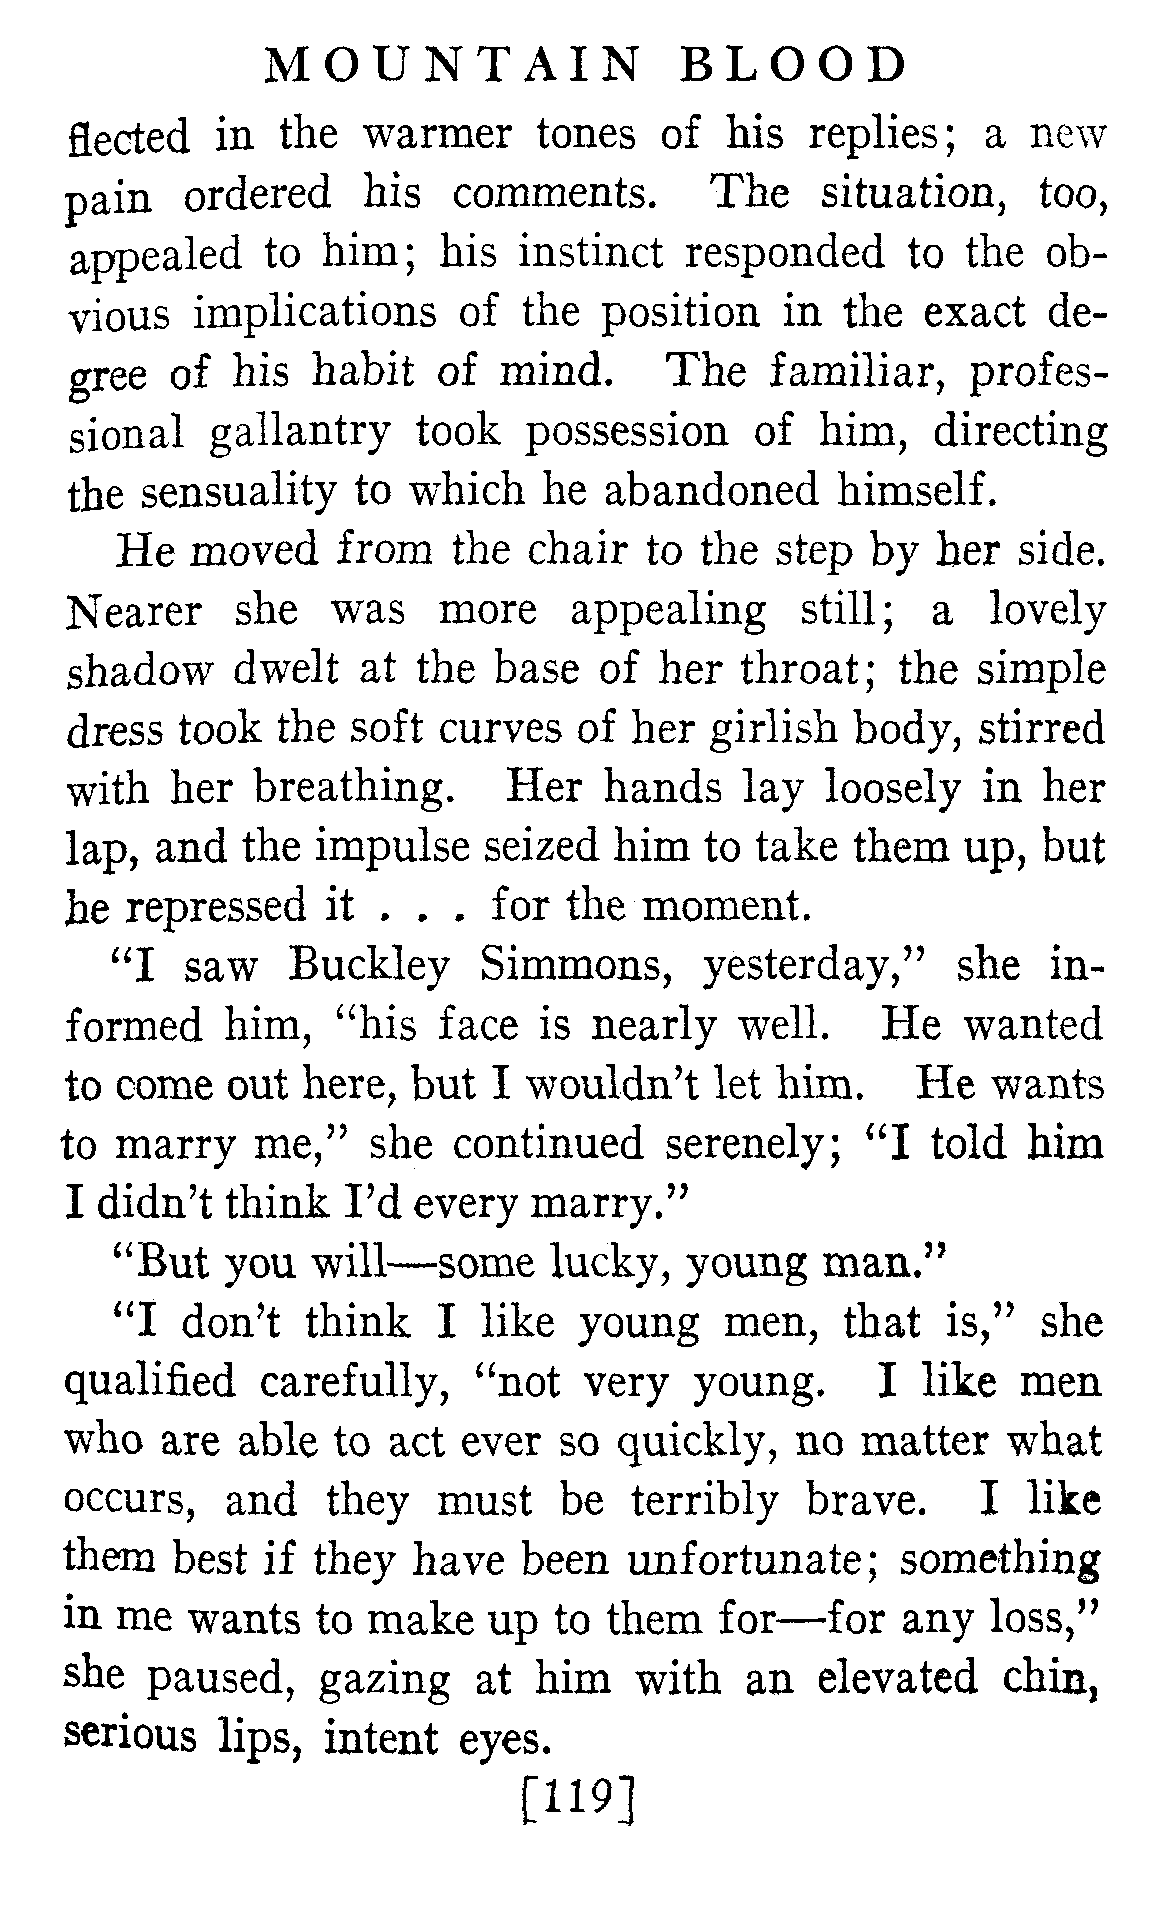 MOUNTAIN BLOOD
flected in the warmer tones of his replies; a new
pain ordered his comments. The situation, too,
appealed to him; his instinct responded to the ob-
vious implications of the position in the exact de-
gree of his habit of mind. The familiar, profes-
sional gallantry took possession of him, directing
the sensuality to which he abandoned himself.
He moved from the chair to the step by her side.
Nearer she was more appealing still; a lovely
shadow dwelt at the base of her throat; the simple
dress took the soft curves of her girlish body, stirred
with her breathing. Her hands lay loosely in her
lap, and the impulse seized him to take them up, but
he repressed it . . . for the moment.
"I saw Buckley Simmons, yesterday," she in-
formed him, "his face is nearly well. He wanted
to come out here, but I wouldn't let him. He wants
to marry me," she continued serenely; "I told him
I didn't think I'd every marry."
"But you will—some lucky, young man."
"I don't think I like young men, that is," she
qualified carefully, "not very young. I like men
who are able to act ever so quickly, no matter what
occurs, and they must be terribly brave. I like
them best if they have been unfortunate; something
in me wants to make up to them for—for any loss,"
she paused, gazing at him with an elevated chin,
serious lips, intent eyes.
[119]